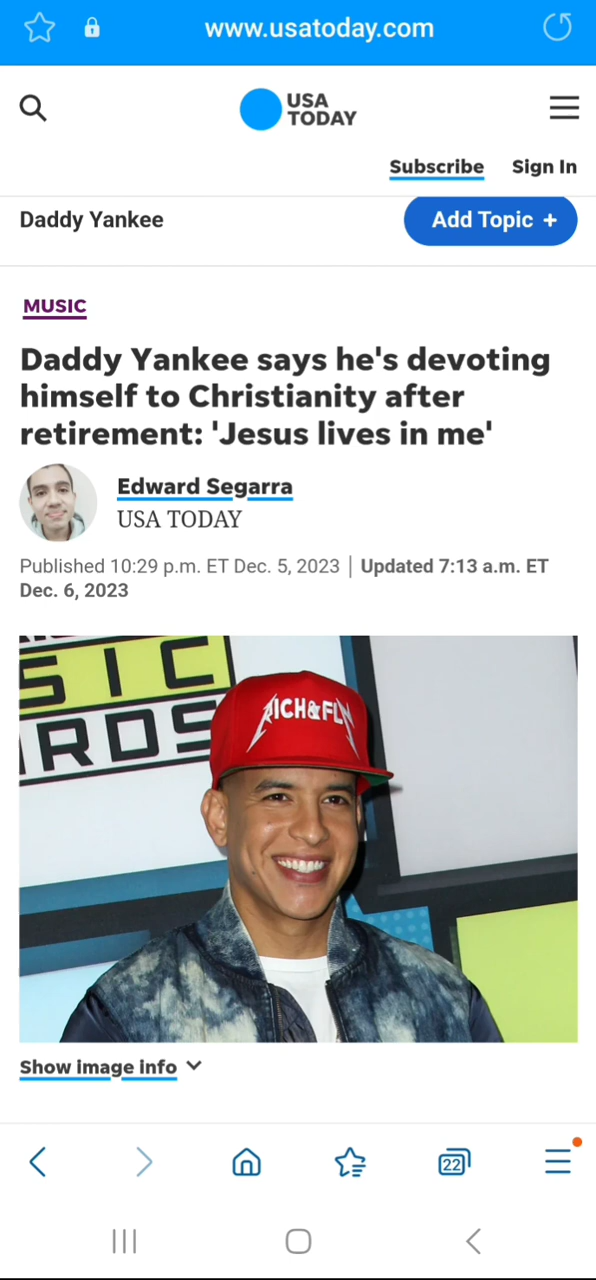 www.usatoday.com
USA
TODAY
Subscribe Sign In
Daddy Yankee Add Topic +
MUSIC
Daddy Yankee says he's devoting
himself to Christianity after
retirement: 'Jesus lives in me'
Edward Segarra
USA TODAY
Published 10:29 p.m. ET Dec. 5, 2023 | Updated 7:13 a.m. ET
Dec. 6, 2023
SIC
RDS
RICH&FLY
Show image info
22